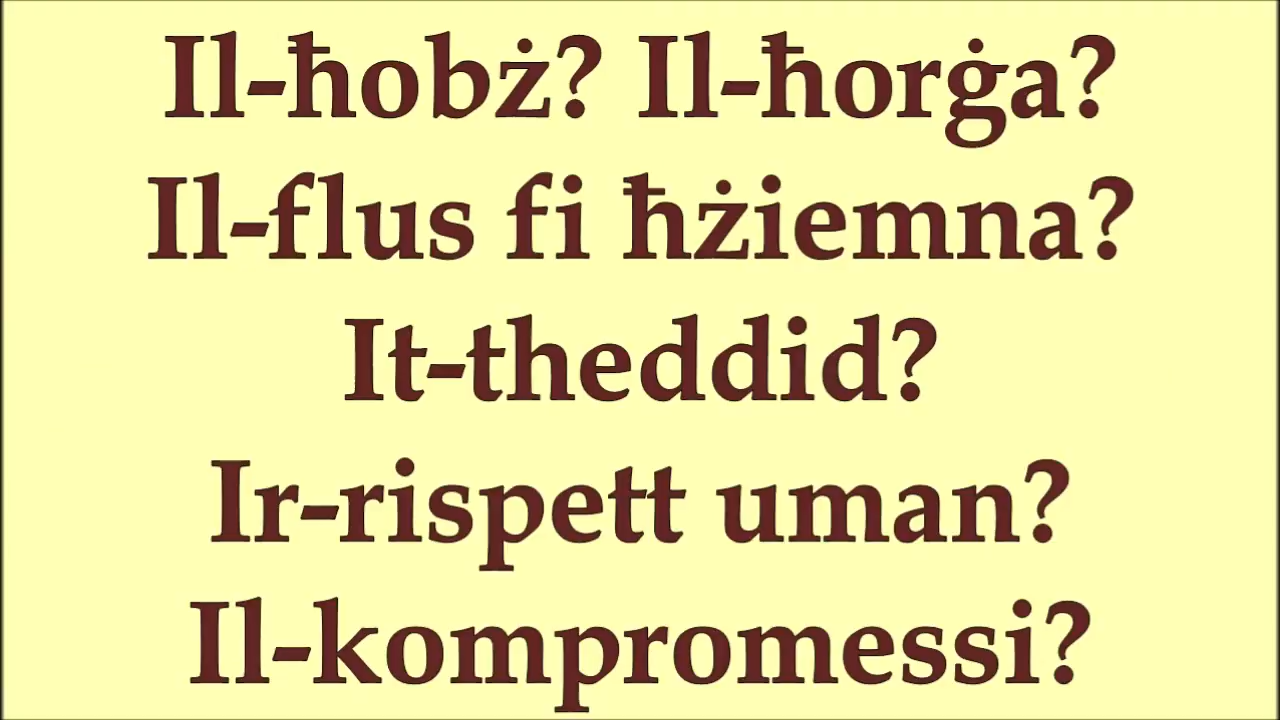 Il-ħobż? Il-ħorġa?
Il-flus fi ħżiemna?
It-theddid?
Ir-rispett uman?
Il-kompromessi?